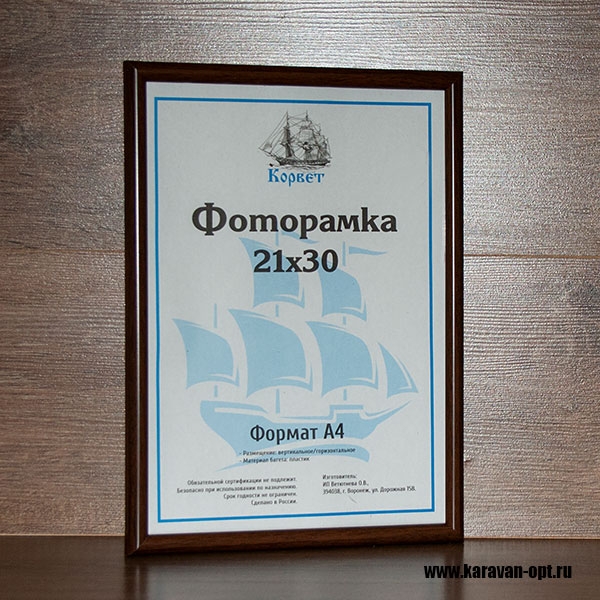 Корвет
Фоторамка
21х30
Формат А4
- Размещение: вертикальное/горизонтальное
- Материал багета: пластик
Обязательной сертификации не подлежит.
Безопасно при использовании по назначению.
Срок годности не ограничен.
Сделано в России.
Изготовитель:
ИП Ветютнева О.В.,
394038, г. Воронеж, ул. Дорожная 15В.
www.karavan-opt.ru